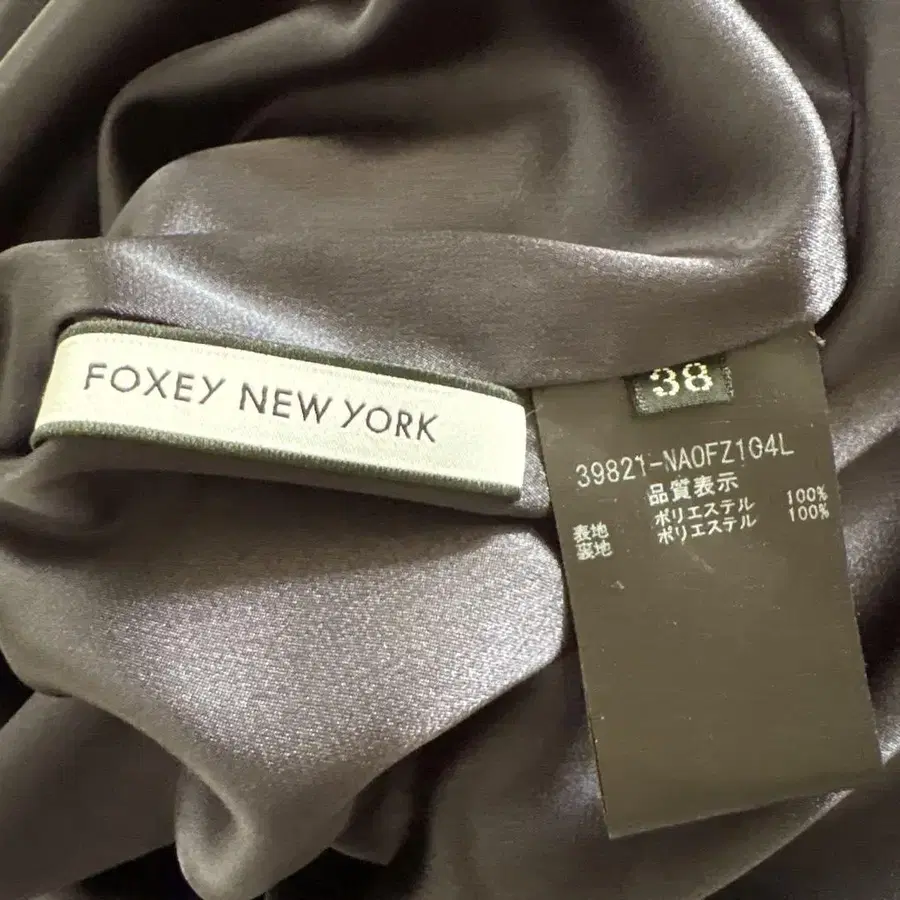 FOXEY NEW YORK
38
39821-NAOFZ1G4L
品質表示
表地 ポリエステル 100%
裏地 ポリエステル 100%